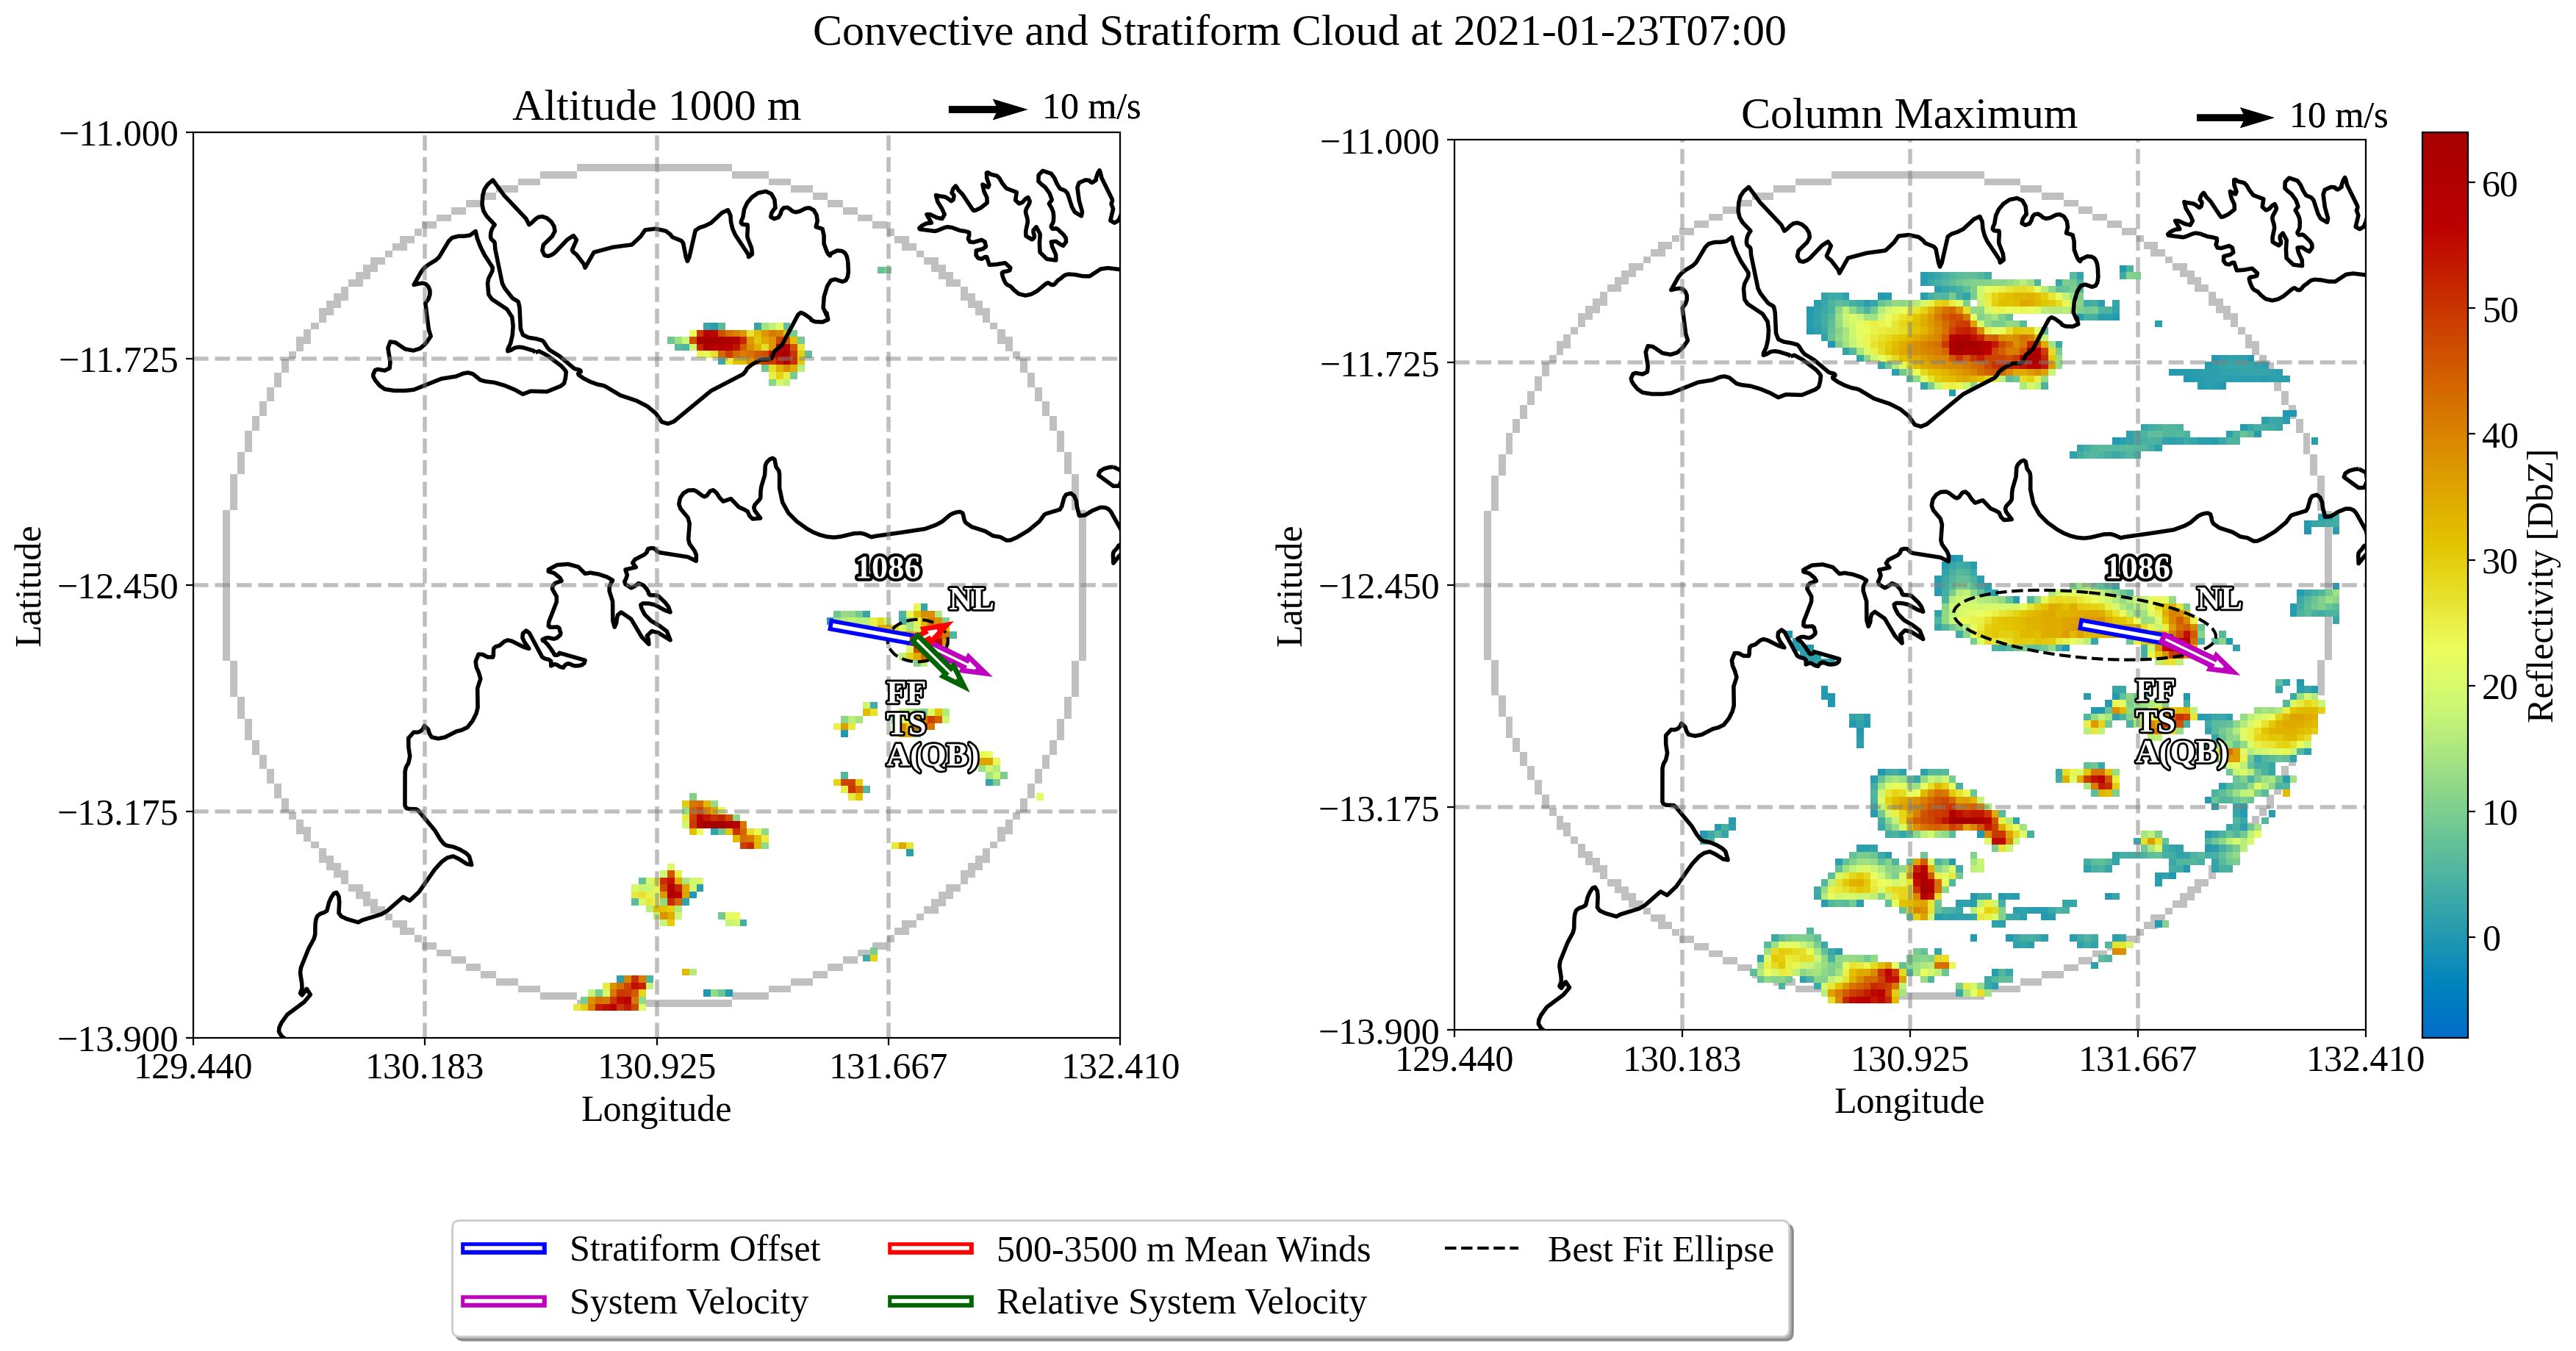 Convective and Stratiform Cloud at 2021-01-23T07:00
Altitude 1000 m
10 m/s
−11.000
−11.725
−12.450
−13.175
−13.900
Latitude
129.440
130.183
130.925
131.667
132.410
Longitude
1086
NL
FF
TS
A(QB)
Column Maximum
10 m/s
−11.000
−11.725
−12.450
−13.175
−13.900
Latitude
129.440
130.183
130.925
131.667
132.410
Longitude
1086
NL
FF
TS
A(QB)
60
50
40
30
20
10
0
Reflectivity [DbZ]
Stratiform Offset
500-3500 m Mean Winds
Best Fit Ellipse
System Velocity
Relative System Velocity